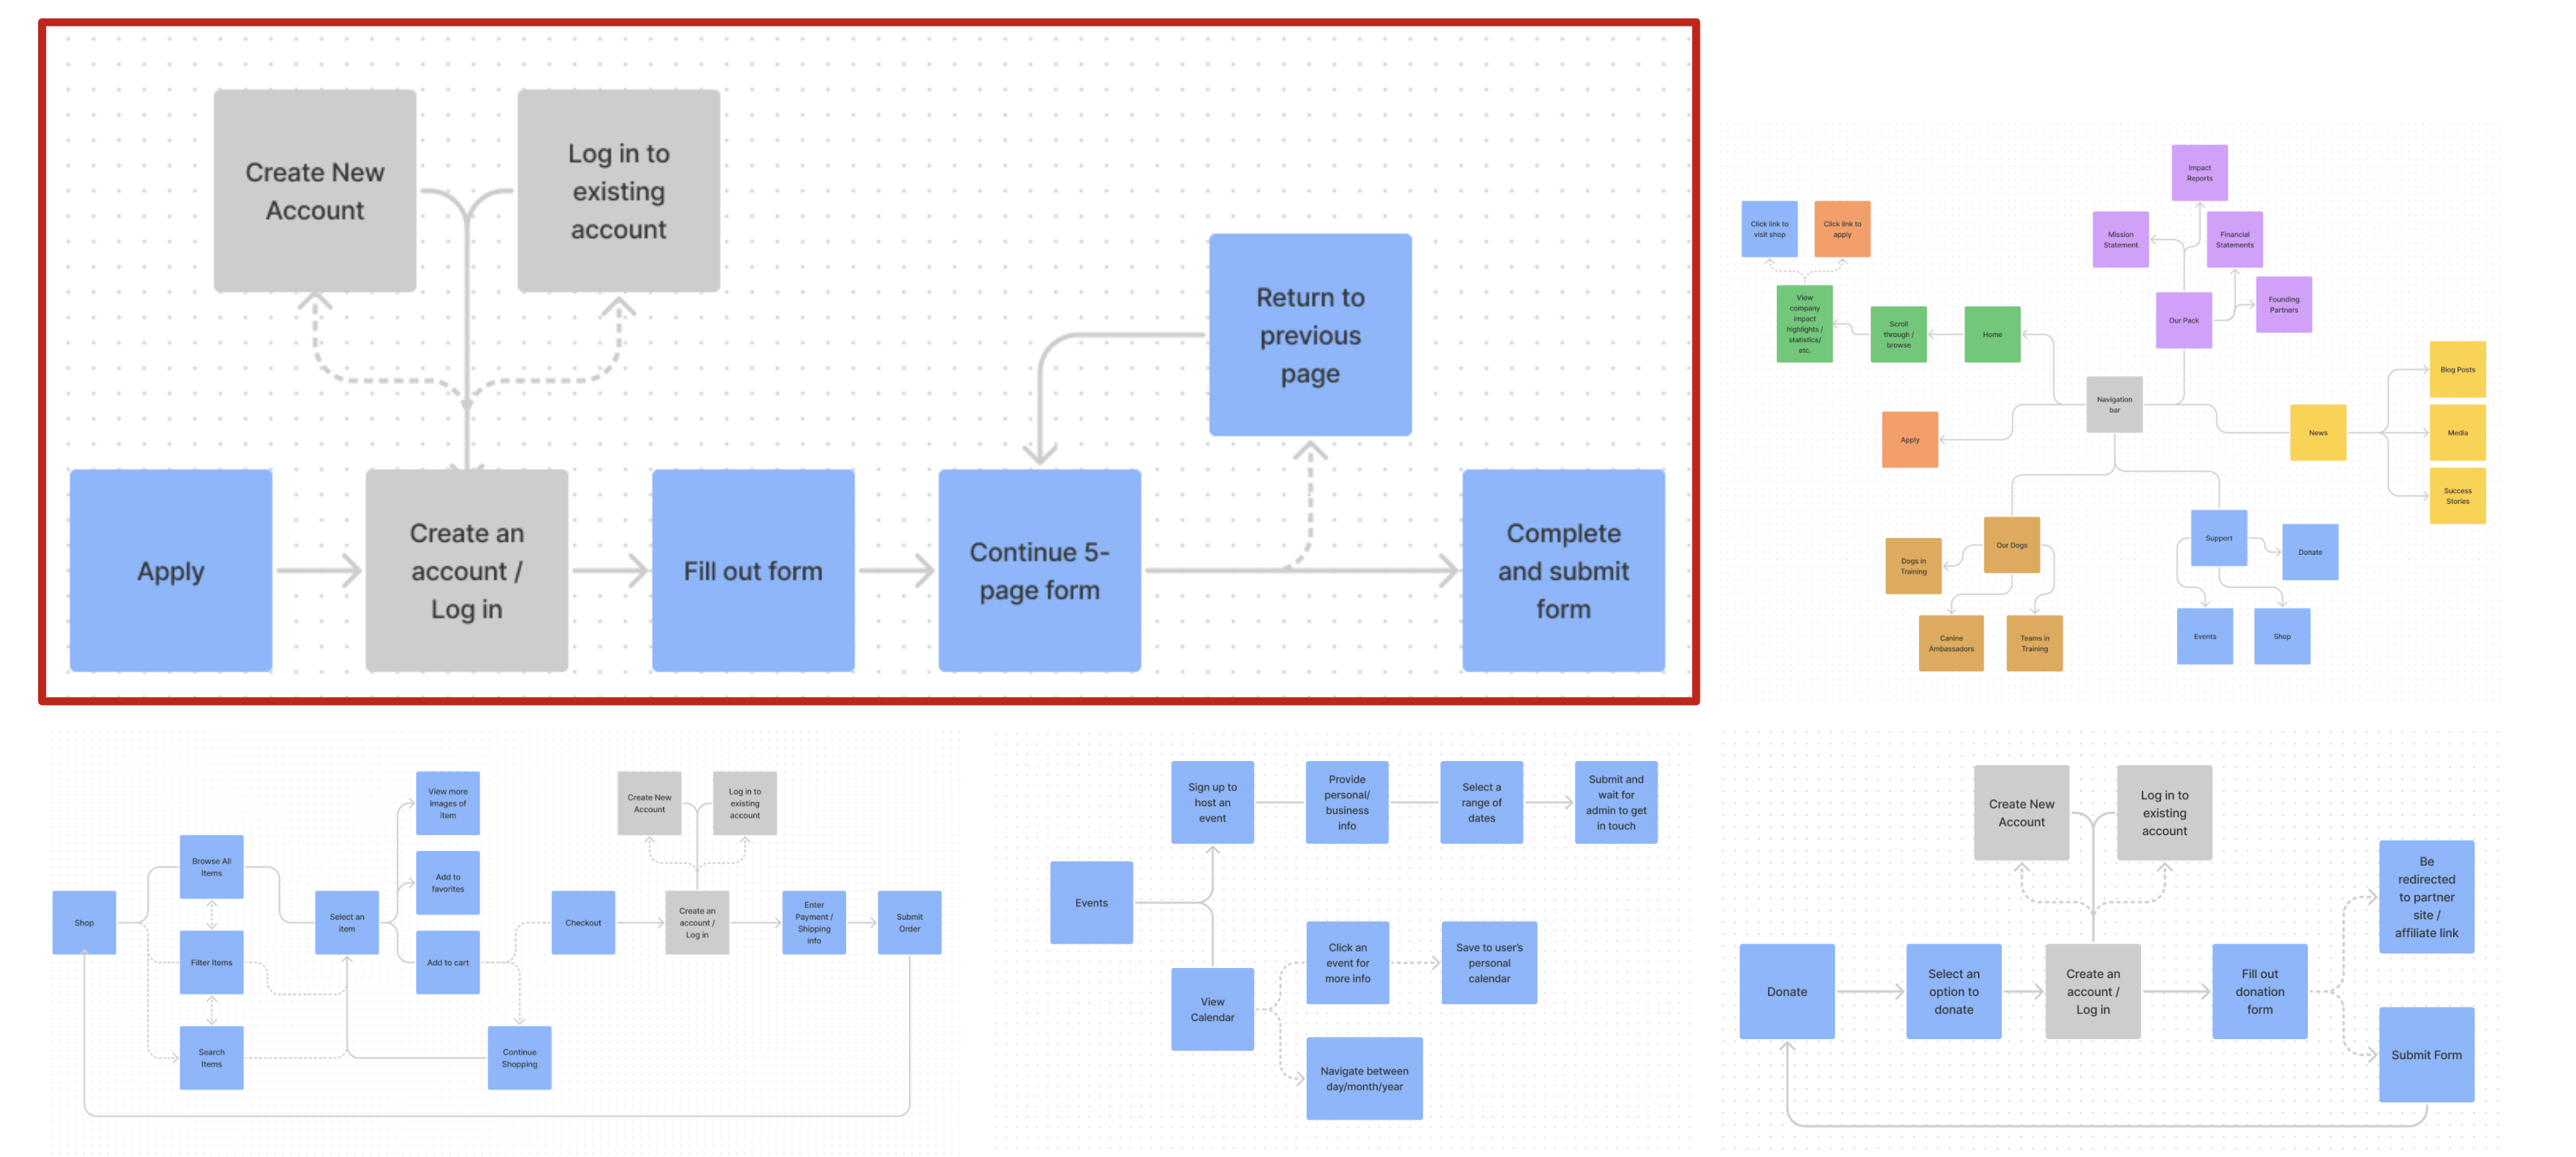 Create New
Account
Log in to
existing
account
Return to
previous
page
Apply
Create an
account /
Log in
Fill out form
Continue 5-
page form
Complete
and submit
form
Impact
Reports
Click link to
visit shop
Click link to
apply
Mission
Statement
Financial
Statements
View
company
impact
highlights /
statistics/
etc.
Scroll
through /
browse
Home
Our Pack
Founding
Partners
Navigation
bar
Blog Posts
Apply
News
Media
Success
Stories
Our Dogs
Support
Donate
Dogs in
Training
Canine
Ambassadors
Teams in
Training
Events
Shop
View more
images of
item
Create New
Account
Log in to
existing
account
Browse All
Items
Add to
favorites
Shop
Select an
item
Checkout
Create an
account /
Log in
Enter
Payment /
Shipping
info
Submit
Order
Filter Items
Add to cart
Search
Items
Continue
Shopping
Sign up to
host an
event
Provide
personal/
business
info
Select a
range of
dates
Submit and
wait for
admin to get
in touch
Events
Click an
event for
more info
Save to user's
personal
calendar
View
Calendar
Navigate between
day/month/year
Create New
Account
Log in to
existing
account
Be
redirected
to partner
site /
affiliate link
Donate
Select an
option to
donate
Create an
account /
Log in
Fill out
donation
form
Submit Form